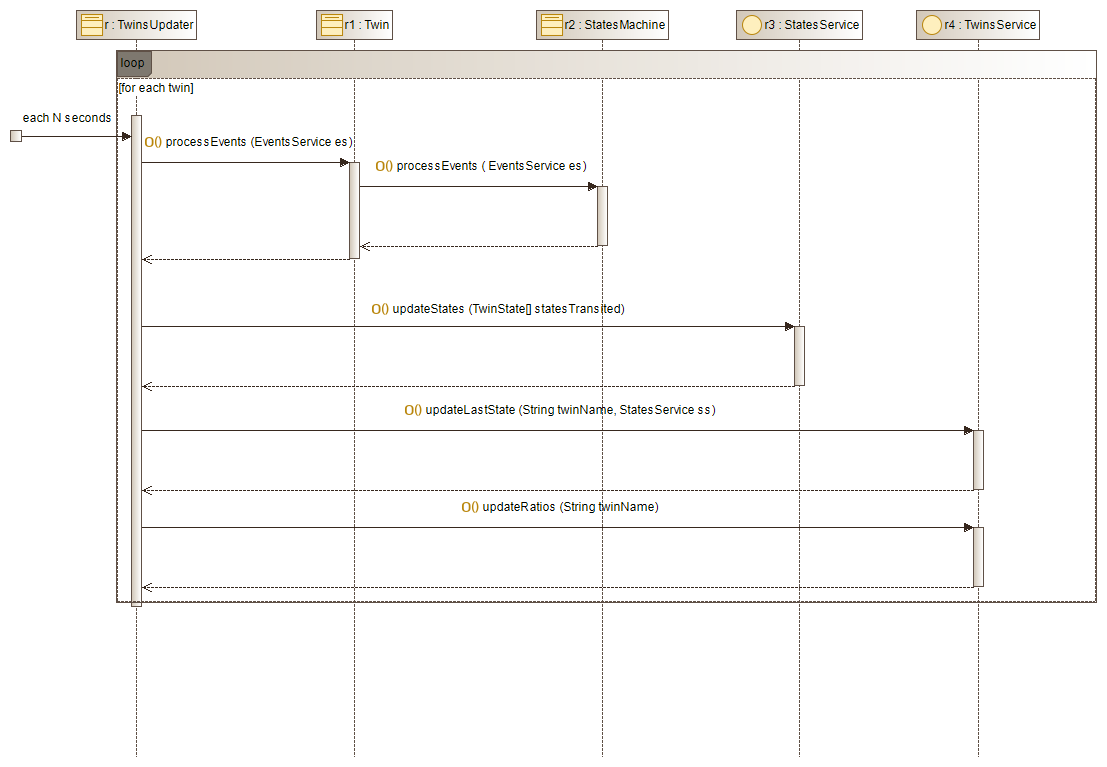 r : TwinsUpdater
r1 : Twin
r2 : StatesMachine
r3 : StatesService
r4 : TwinsService
loop
[for each twin]
each N seconds
O() processEvents (EventsService es)
O() processEvents ( EventsService es)
O() updateStates (TwinState[] statesTransited)
O() updateLastState (String twinName, StatesService ss)
O() updateRatios (String twinName)